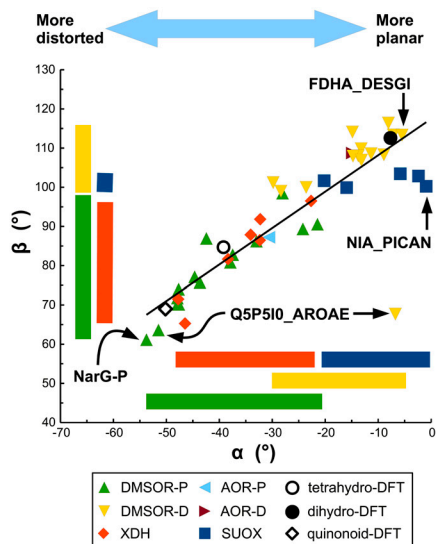 More
distorted
More
planar
FDHA_DESGI
130
120
110
100
90
80
70
60
50
40
β (°)
NIA_PICAN
Q5P5I0_AROAE
NarG-P
-70 -60 -50 -40 -30 -20 -10 0
α (°)
DMSOR-P AOR-P tetrahydro-DFT
DMSOR-D AOR-D dihydro-DFT
XDH SUOX quinonoid-DFT